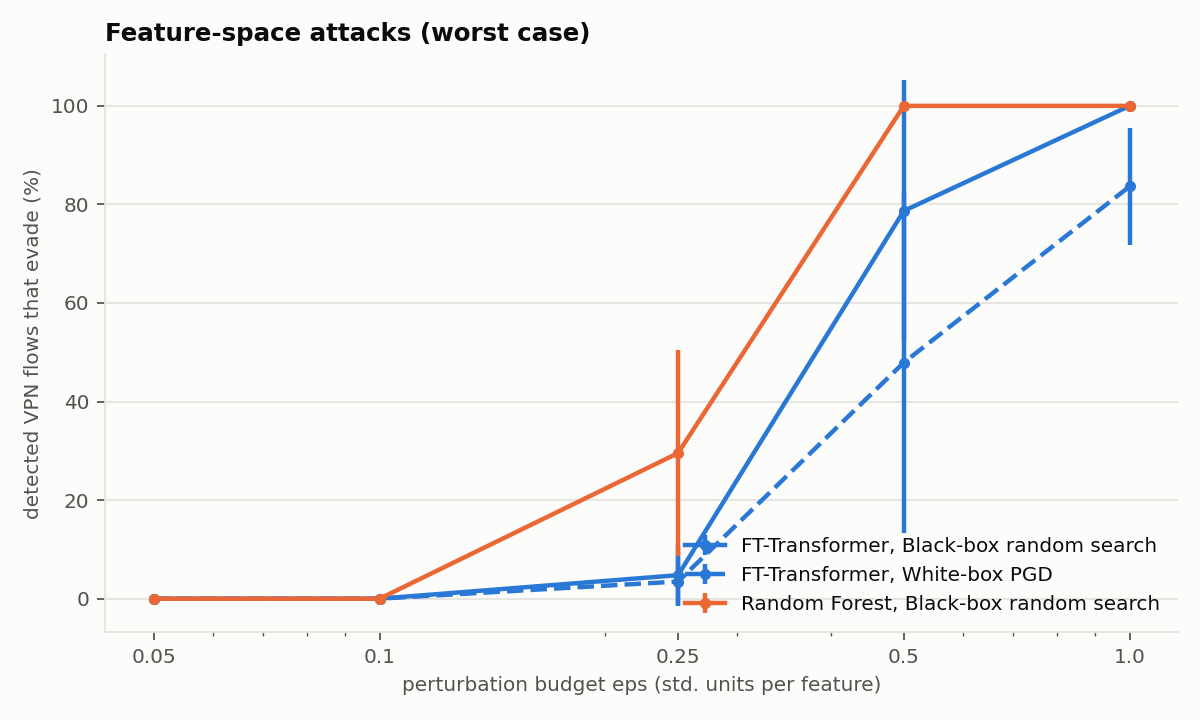 Feature-space attacks (worst case)
detected VPN flows that evade (%)
100
80
60
40
20
0
FT-Transformer, Black-box random search
FT-Transformer, White-box PGD
Random Forest, Black-box random search
0.05
0.1
0.25
0.5
1.0
perturbation budget eps (std. units per feature)